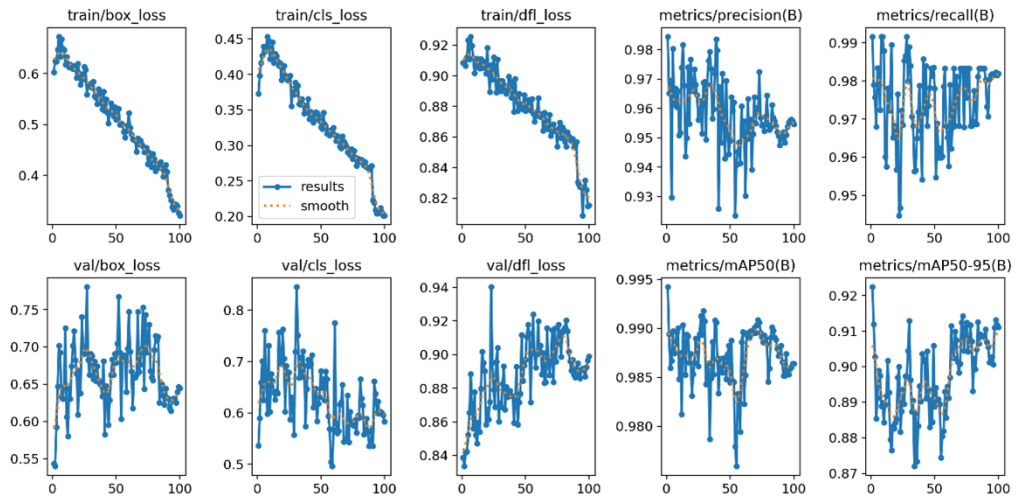 train/box_loss
train/cls_loss
train/dfl_loss
metrics/precision(B)
metrics/recall(B)
0.6
0.4
0 50 100
0.45
0.40
0.35
0.30
0.25
0.20
results
smooth
0 50 100
0.92
0.90
0.88
0.86
0.84
0.82
0 50 100
0.98
0.97
0.96
0.95
0.94
0.93
0 50 100
0.99
0.98
0.97
0.96
0.95
0 50 100
val/box_loss
val/cls_loss
val/dfl_loss
metrics/mAP50(B)
metrics/mAP50-95(B)
0.75
0.70
0.65
0.60
0.55
0 50 100
0.8
0.7
0.6
0.5
0 50 100
0.94
0.92
0.90
0.88
0.86
0.84
0 50 100
0.995
0.990
0.985
0.980
0 50 100
0.92
0.91
0.90
0.89
0.88
0.87
0 50 100